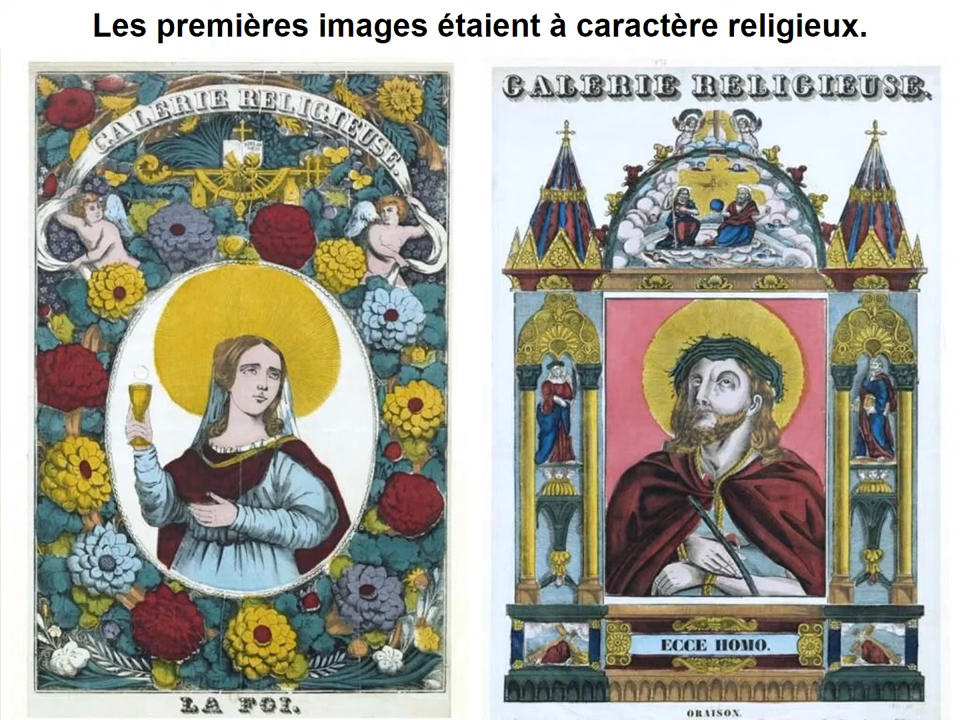 Les premières images étaient à caractère religieux.
GALERIE RELIGIEUSE.
LA FOI.
GALERIE RELIGIEUSE.
ECCE HOMO.
ORAISON.